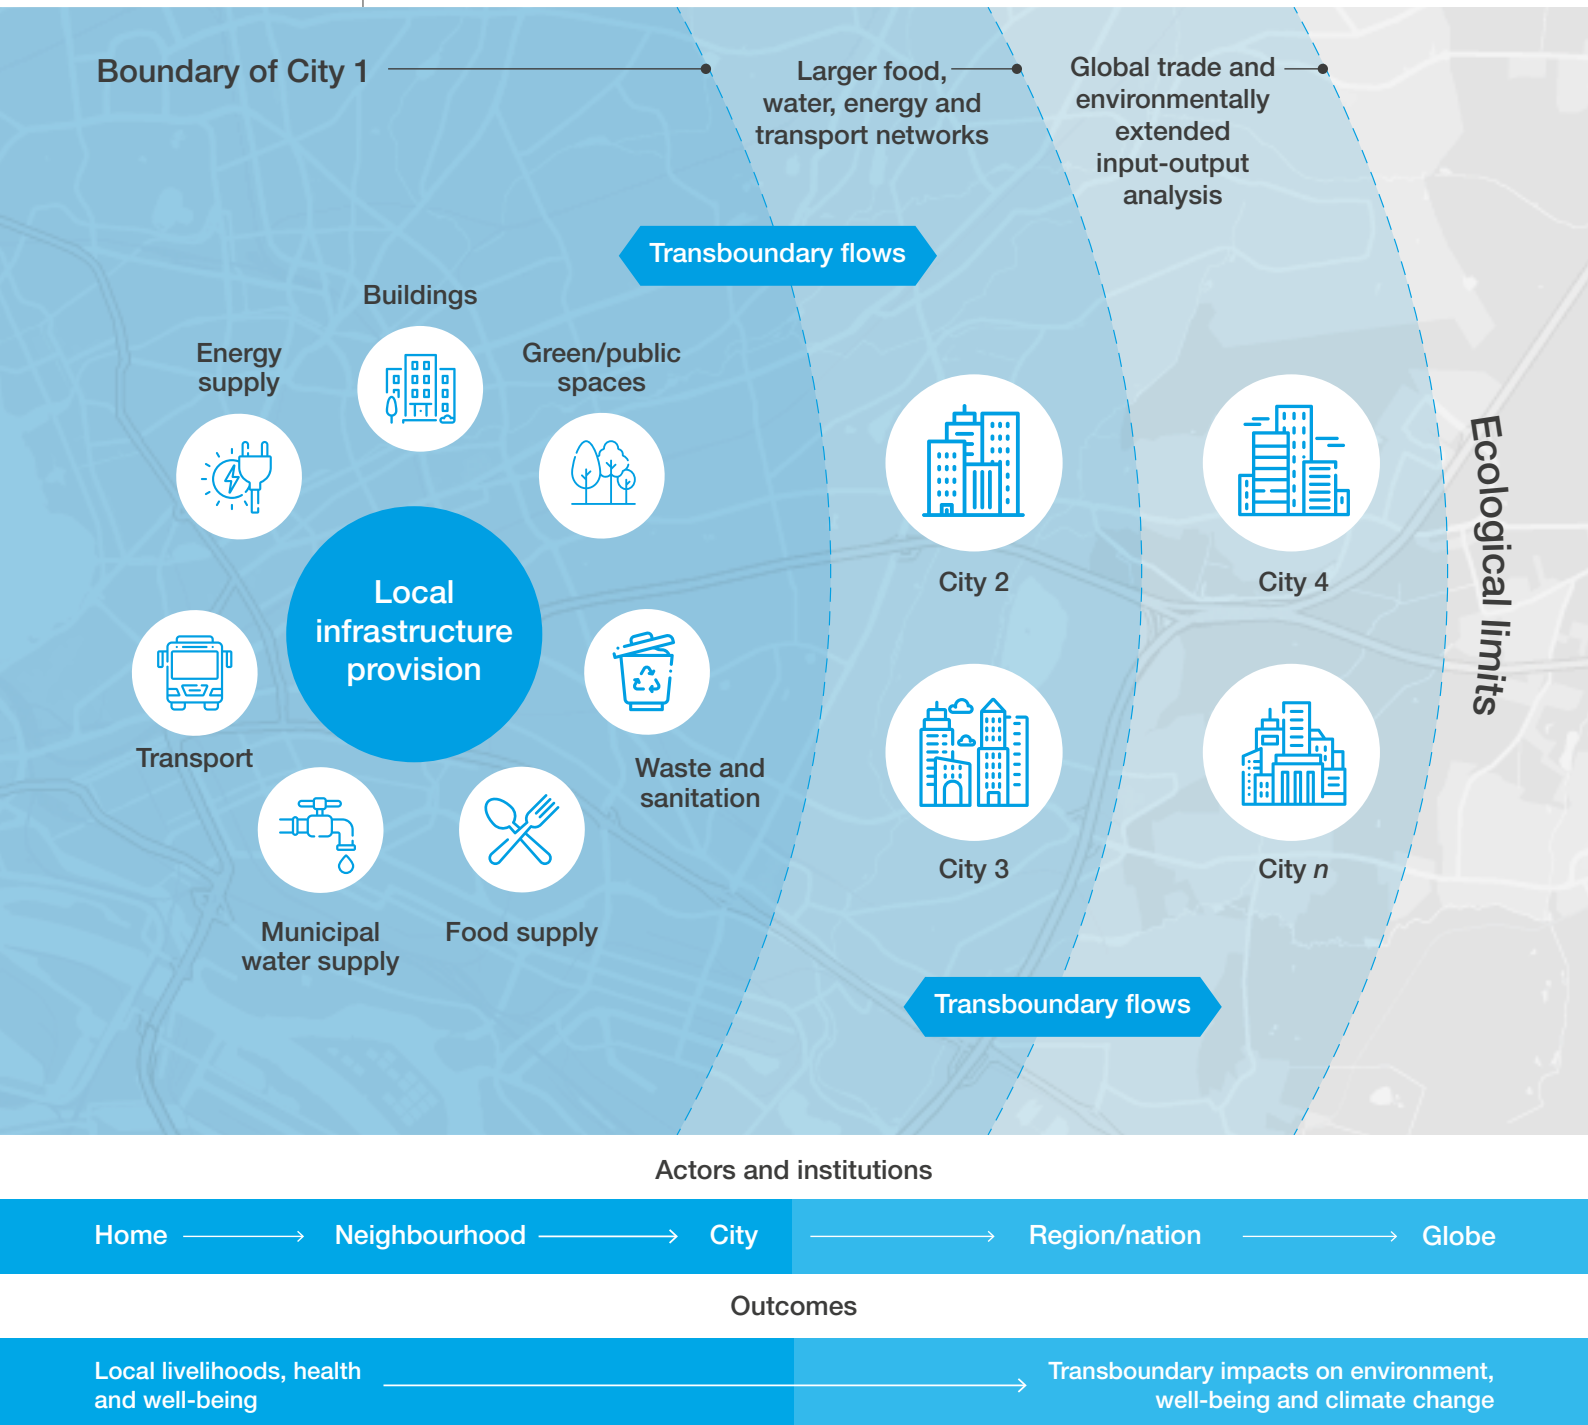 Boundary of City 1
Larger food,
water, energy and
transport networks
Global trade and
environmentally
extended
input-output
analysis
Transboundary flows
Buildings
Energy
supply
Green/public
spaces
Local
infrastructure
provision
Transport
Waste and
sanitation
Municipal
water supply
Food supply
City 2
City 4
City 3
City n
Ecological limits
Transboundary flows
Actors and institutions
Home
Neighbourhood
City
Region/nation
Globe
Outcomes
Local livelihoods, health
and well-being
Transboundary impacts on environment,
well-being and climate change